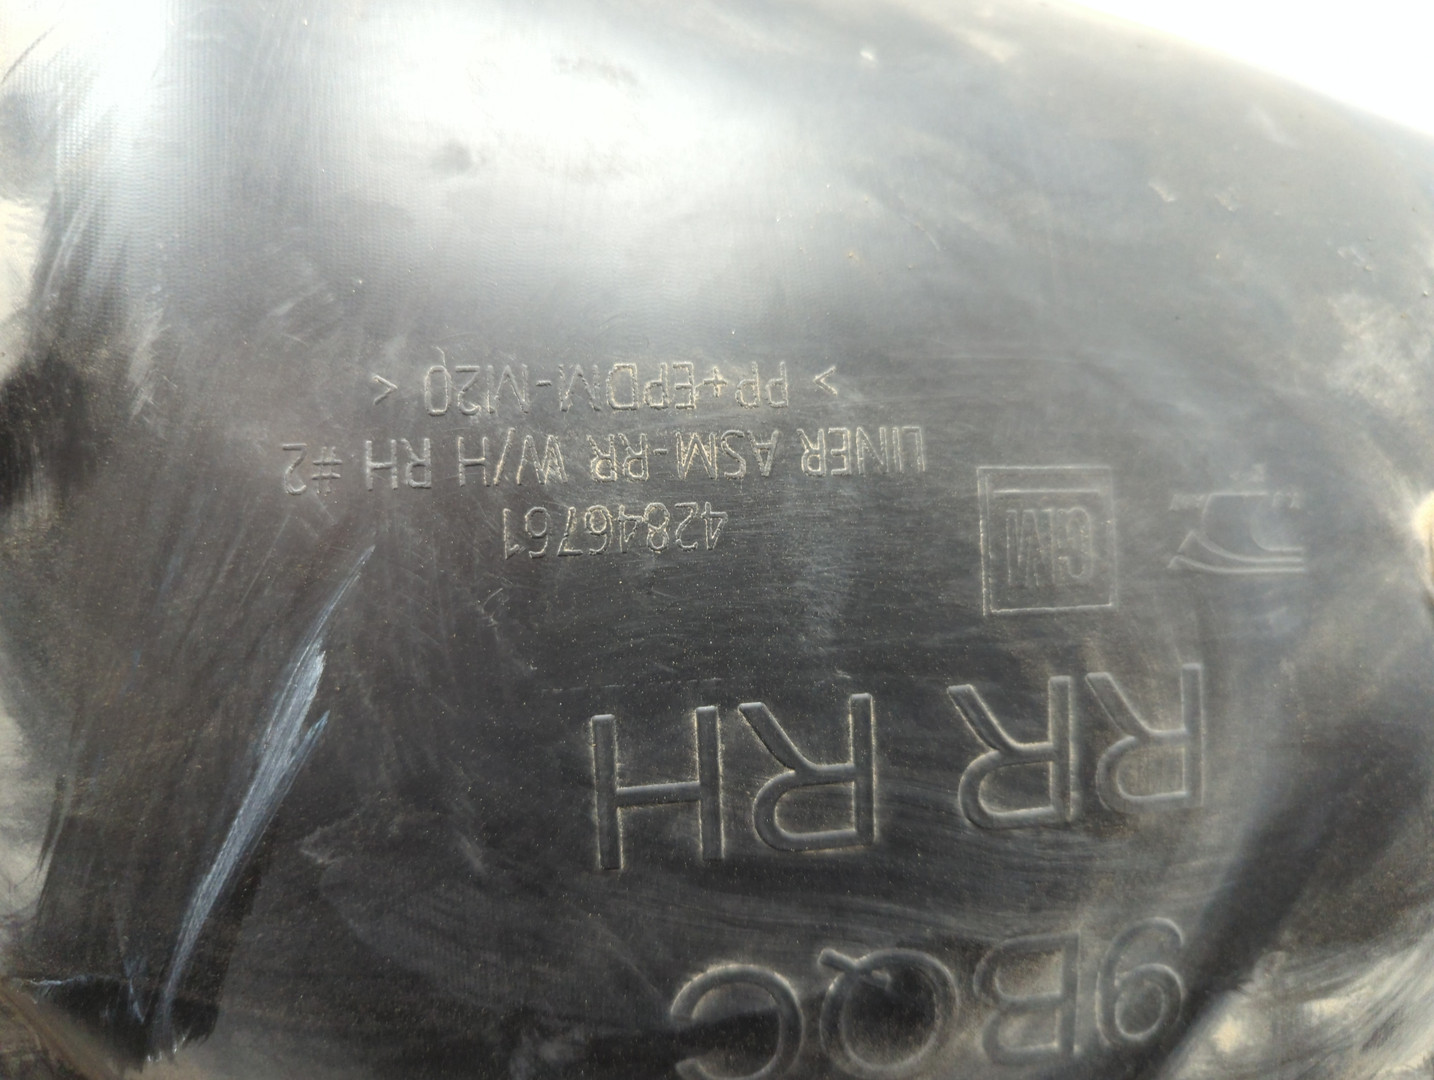 9BQC
RR RH
GM
42846761
LINER ASM-RR W/H RH #2
> PP+EPDM-M20 <